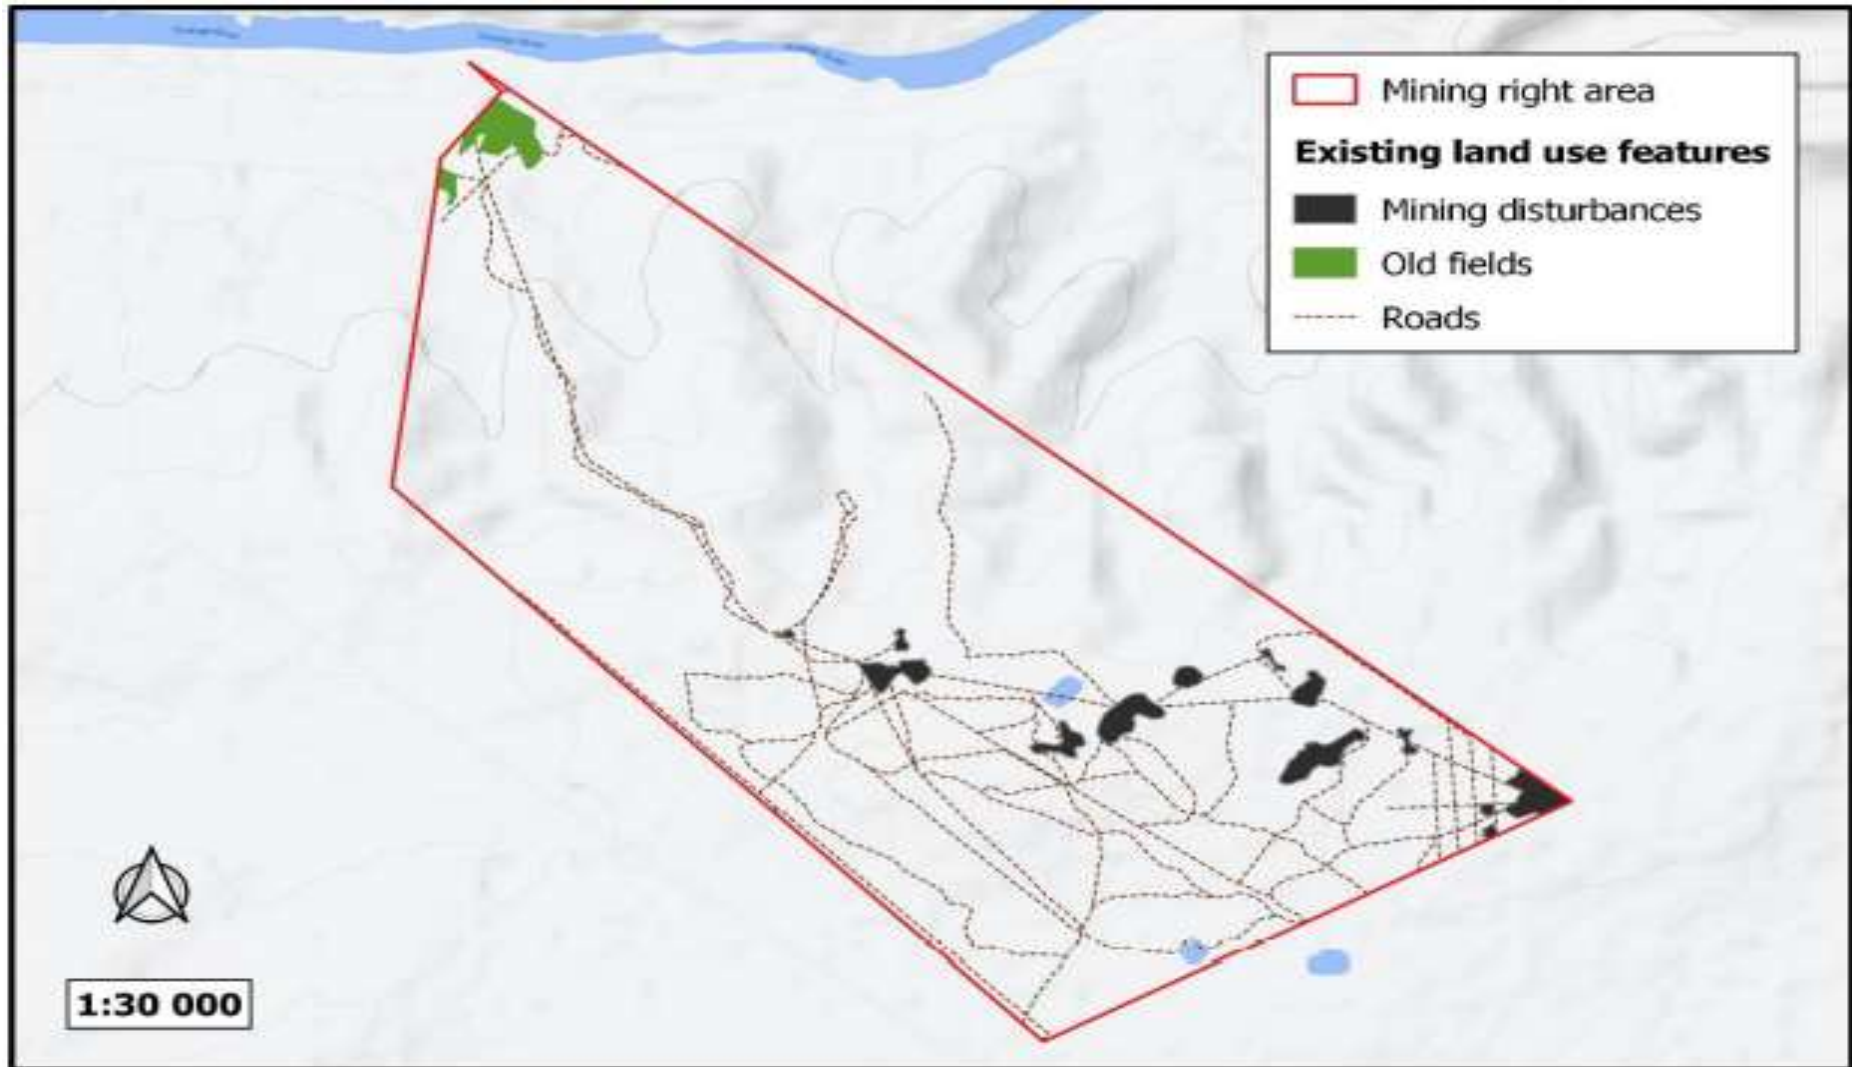 Mining right area
Existing land use features
Mining disturbances
Old fields
Roads
1:30 000